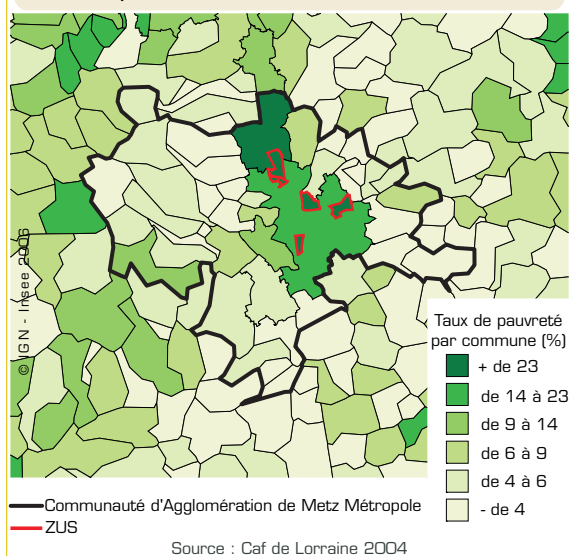 © IGN - Insee 2006
Taux de pauvreté
par commune (%)
+ de 23
de 14 à 23
de 9 à 14
de 6 à 9
de 4 à 6
- de 4
Communauté d'Agglomération de Metz Métropole
ZUS
Source : Caf de Lorraine 2004